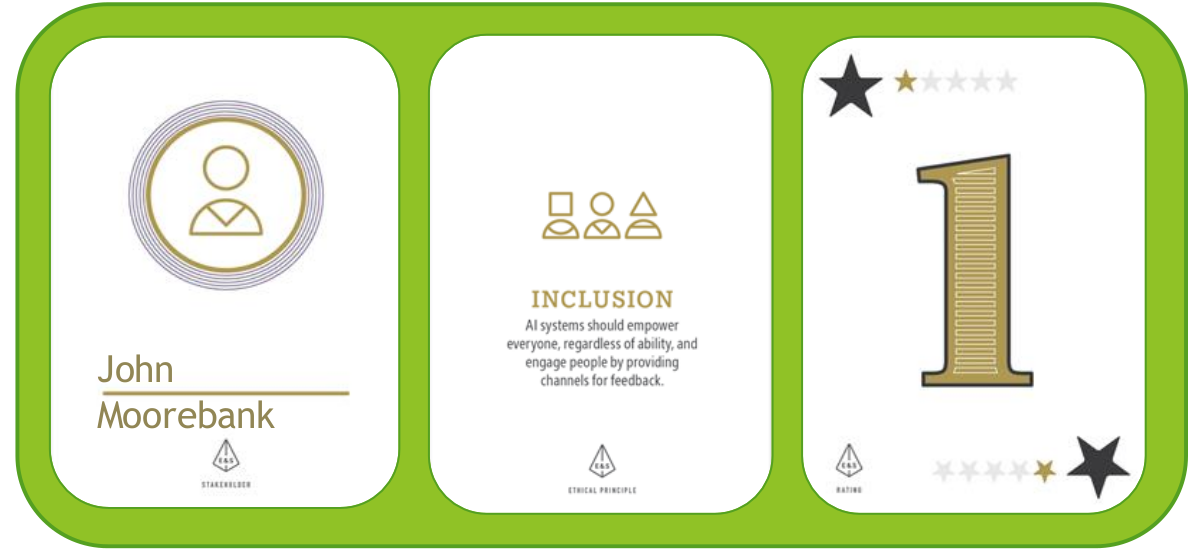 John
Moorebank
E&S
STAKEHOLDER
INCLUSION
AI systems should empower
everyone, regardless of ability, and
engage people by providing
channels for feedback.
E&S
ETHICAL PRINCIPLE
1
E&S
RATING